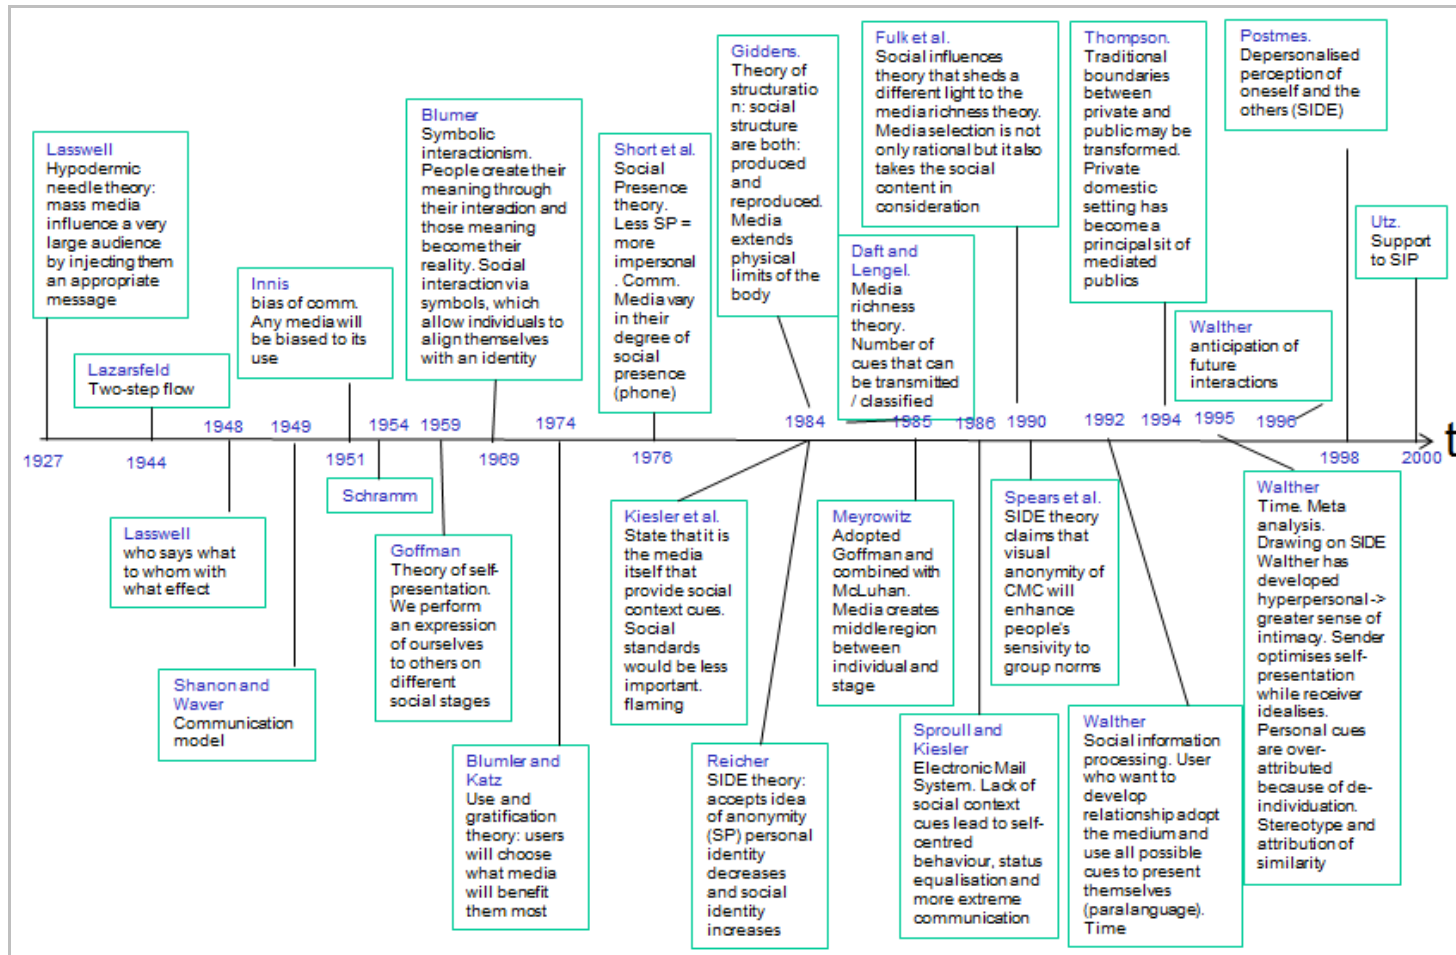 Lasswell
Hypodermic
needle theory:
mass media
influence a very
large audience
by injecting them
an appropriate
message
Lazarsfeld
Two-step flow
Innis
bias of comm.
Any media will
be biased to its
use
Blumer
Symbolic
interactionism.
People create their
meaning through
their interaction and
those meaning
become their
reality. Social
interaction via
symbols, which
allow individuals to
align themselves
with an identity
Short et al.
Social
Presence
theory.
Less SP =
more
impersonal
. Comm.
Media vary
in their
degree of
social
presence
(phone)
Giddens.
Theory of
structuratio
n: social
structure
are both:
produced
and
reproduced.
Media
extends
physical
limits of the
body
Daft and
Lengel.
Media
richness
theory.
Number of
cues that can
be transmitted
/ classified
Fulk et al.
Social influences
theory that sheds a
different light to the
media richness theory.
Media selection is not
only rational but it also
takes the social
content in
consideration
Thompson.
Traditional
boundaries
between
private and
public may be
transformed.
Private
domestic
setting has
become a
principal sit of
mediated
publics
Walther
anticipation of
future
interactions
Postmes.
Depersonalised
perception of
oneself and the
others (SIDE)
Utz.
Support
to SIP
1927
1944
1948
1949
1951
1954
1959
1969
1974
1976
1984
1985
1986
1990
1992
1994
1995
1996
1998
2000
t
Lasswell
who says what
to whom with
what effect
Shanon and
Waver
Communication
model
Schramm
Goffman
Theory of self-
presentation.
We perform
an expression
of ourselves
to others on
different
social stages
Blumler and
Katz
Use and
gratification
theory: users
will choose
what media
will benefit
them most
Kiesler et al.
State that it is
the media
itself that
provide social
context cues.
Social
standards
would be less
important.
flaming
Reicher
SIDE theory:
accepts idea
of anonymity
(SP) personal
identity
decreases
and social
identity
increases
Meyrowitz
Adopted
Goffman and
combined with
McLuhan.
Media creates
middle region
between
individual and
stage
Sproull and
Kiesler
Electronic Mail
System. Lack of
social context
cues lead to self-
centred
behaviour, status
equalisation and
more extreme
communication
Spears et al.
SIDE theory
claims that
visual
anonymity of
CMC will
enhance
people's
sensivity to
group norms
Walther
Social information
processing. User
who want to
develop
relationship adopt
the medium and
use all possible
cues to present
themselves
(paralanguage).
Time
Walther
Time. Meta
analysis.
Drawing on SIDE
Walther has
developed
hyperpersonal->
greater sense of
intimacy. Sender
optimises self-
presentation
while receiver
idealises.
Personal cues
are over-
attributed
because of de-
individuation.
Stereotype and
attribution of
similarity